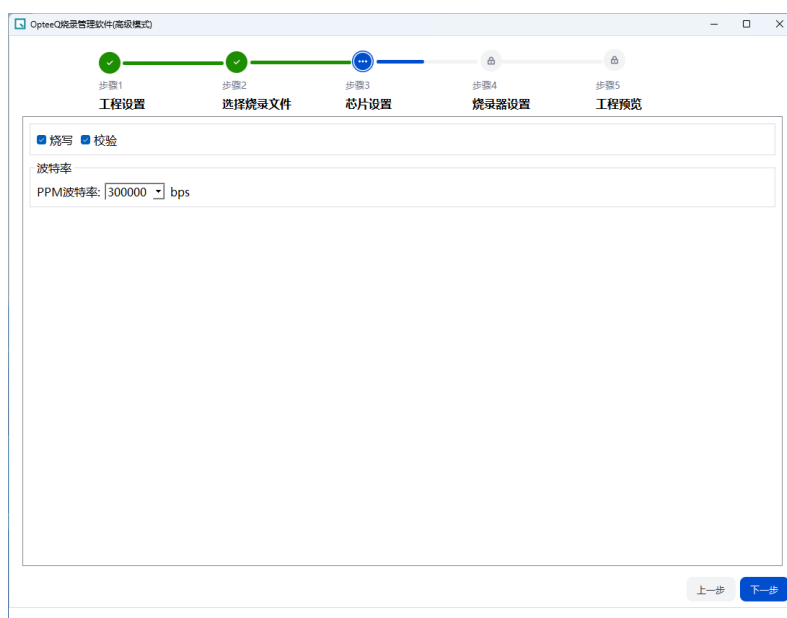 OpteeQ烧录管理软件(高级模式)
步骤1 步骤2 步骤3 步骤4 步骤5
工程设置 选择烧录文件 芯片设置 烧录器设置 工程预览
烧写 校验
波特率
PPM波特率: 300000 bps
上一步 下一步